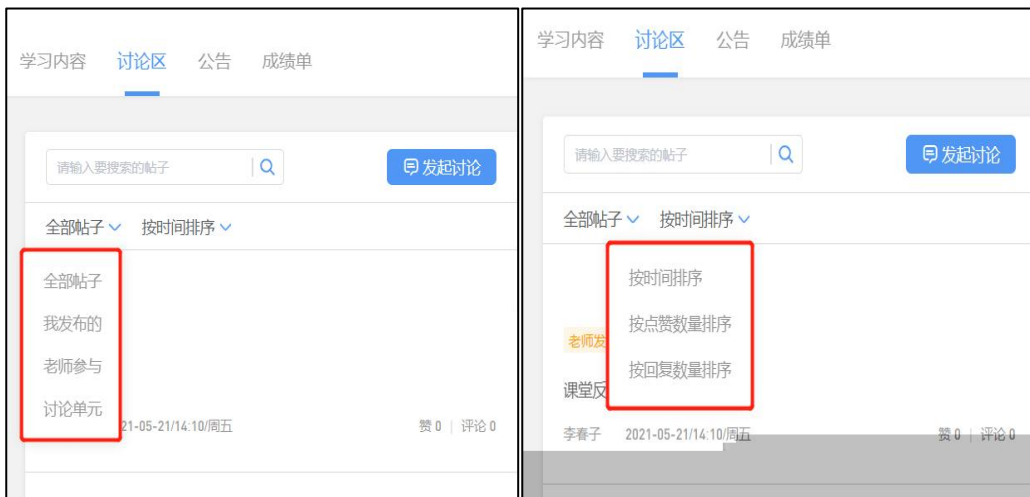 学习内容 讨论区 公告 成绩单
请输入要搜索的帖子 发起讨论
全部帖子 按时间排序
全部帖子
我发布的
老师参与
讨论单元
21-05-21/14:10/周五 赞 0 | 评论 0
学习内容 讨论区 公告 成绩单
请输入要搜索的帖子 发起讨论
全部帖子 按时间排序
按时间排序
按点赞数量排序
老师发
按回复数量排序
课堂反
李春子 2021-05-21/14:10/周五 赞 0 | 评论 0